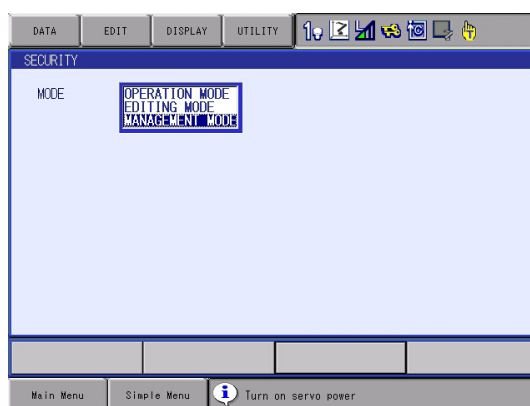 DATA EDIT DISPLAY UTILITY
SECURITY
MODE
OPERATION MODE
EDITING MODE
MANAGEMENT MODE
Main Menu Simple Menu Turn on servo power